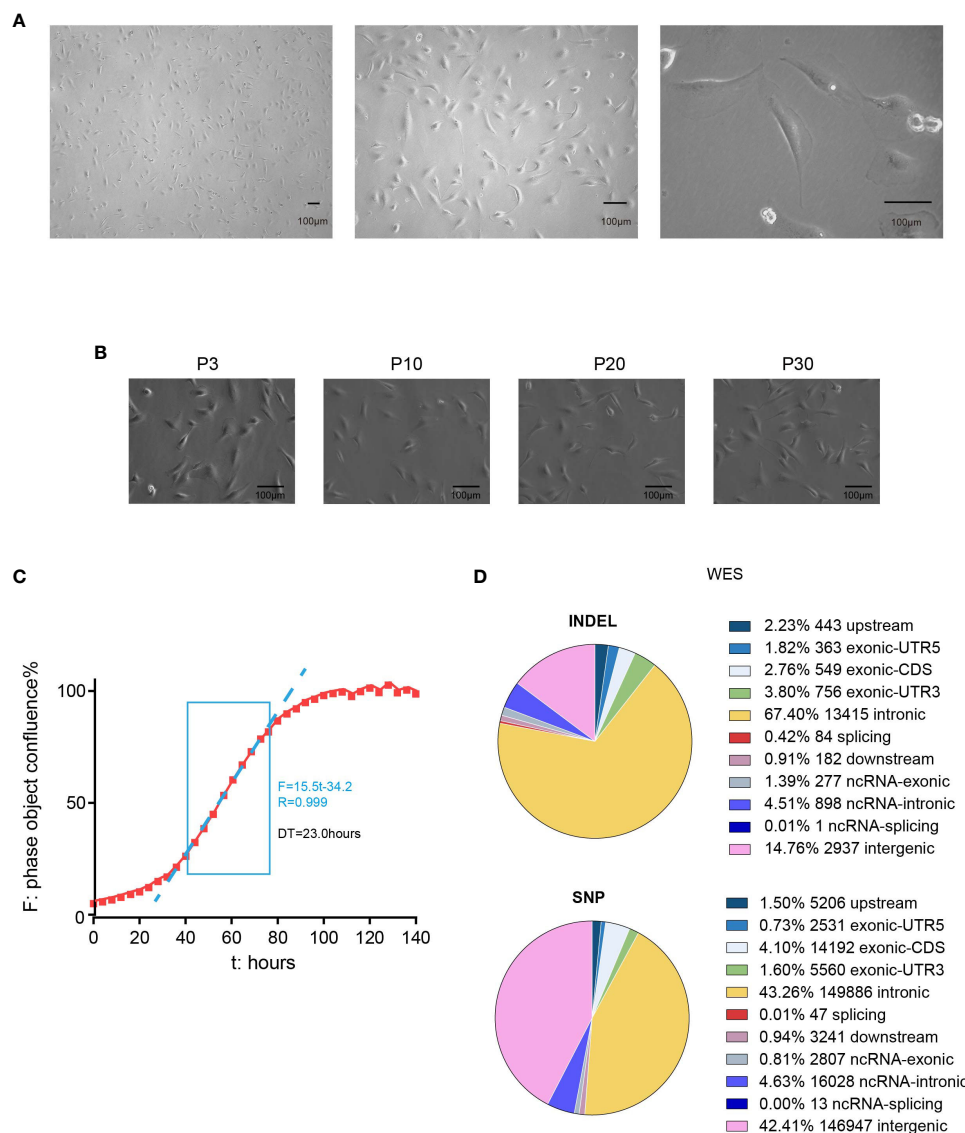 A
100μm
100μm
100μm
B
P3
P10
P20
P30
100μm
100μm
100μm
100μm
C
F: phase object confluence%
100
50
0
F=15.5t-34.2
R=0.999
DT=23.0hours
0 20 40 60 80 100 120 140
t: hours
D
WES
INDEL
2.23% 443 upstream
1.82% 363 exonic-UTR5
2.76% 549 exonic-CDS
3.80% 756 exonic-UTR3
67.40% 13415 intronic
0.42% 84 splicing
0.91% 182 downstream
1.39% 277 ncRNA-exonic
4.51% 898 ncRNA-intronic
0.01% 1 ncRNA-splicing
14.76% 2937 intergenic
SNP
1.50% 5206 upstream
0.73% 2531 exonic-UTR5
4.10% 14192 exonic-CDS
1.60% 5560 exonic-UTR3
43.26% 149886 intronic
0.01% 47 splicing
0.94% 3241 downstream
0.81% 2807 ncRNA-exonic
4.63% 16028 ncRNA-intronic
0.00% 13 ncRNA-splicing
42.41% 146947 intergenic